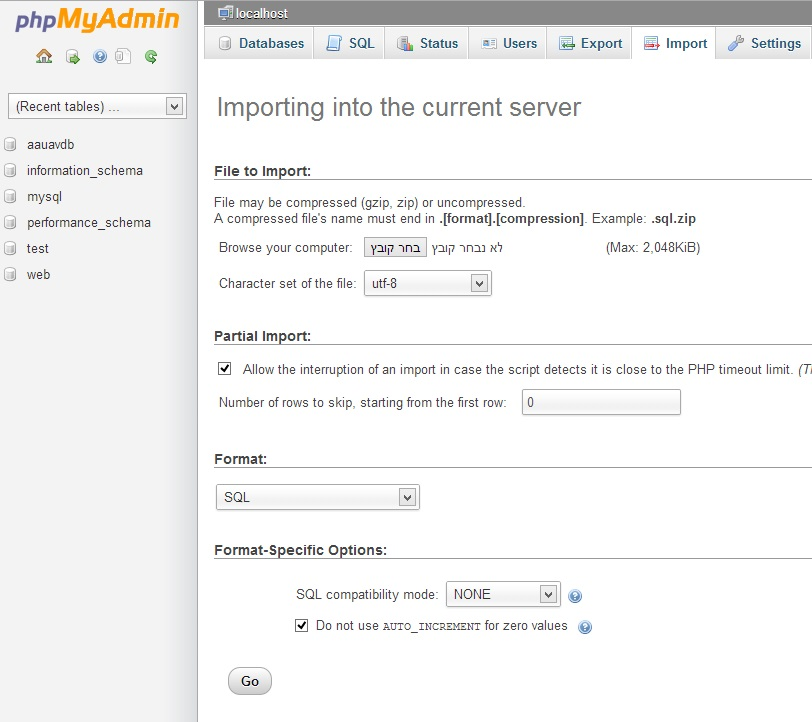 phpMyAdmin
(Recent tables) ...
aauavdb
information_schema
mysql
performance_schema
test
web
localhost
Databases SQL Status Users Export Import Settings
Importing into the current server
File to Import:
File may be compressed (gzip, zip) or uncompressed.
A compressed file's name must end in .[format].[compression]. Example: .sql.zip
Browse your computer: בחר קובץ לא נבחר קובץ (Max: 2,048KiB)
Character set of the file: utf-8
Partial Import:
Allow the interruption of an import in case the script detects it is close to the PHP timeout limit.
Number of rows to skip, starting from the first row: 0
Format:
SQL
Format-Specific Options:
SQL compatibility mode: NONE
Do not use AUTO_INCREMENT for zero values
Go